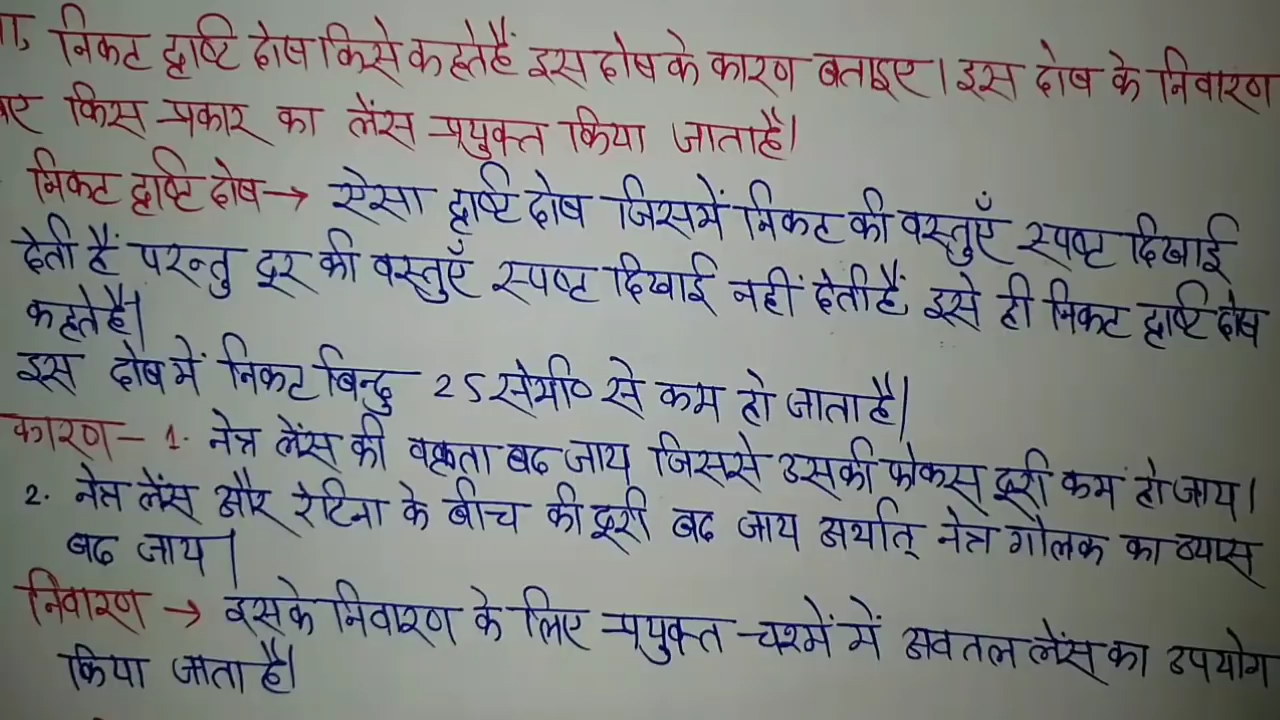 निकट दृष्टि दोष किसे कहते हैं इस दोष के कारण बताइए। इस दोष के निवारण
किस प्रकार का लेंस प्रयुक्त किया जाता है।
निकट दृष्टि दोष → ऐसा दृष्टि दोष जिसमें निकट की वस्तुएँ स्पष्ट दिखाई
देती हैं परन्तु दूर की वस्तुएँ स्पष्ट दिखाई नहीं देती हैं, इसे ही निकट दृष्टि दोष
कहते हैं।
इस दोष में निकट बिन्दु 25 सेमी० से कम हो जाता है।
कारण - 1. नेत्र लेंस की वक्रता बढ जाय जिससे उसकी फोकस दूरी कम हो जाय।
2. नेत्र लेंस और रेटिना के बीच की दूरी बढ जाय अर्थात् नेत्र गोलक का व्यास
बढ जाय।
निवारण → इसके निवारण के लिए प्रयुक्त चश्में में अवतल लेंस का उपयोग
किया जाता है।